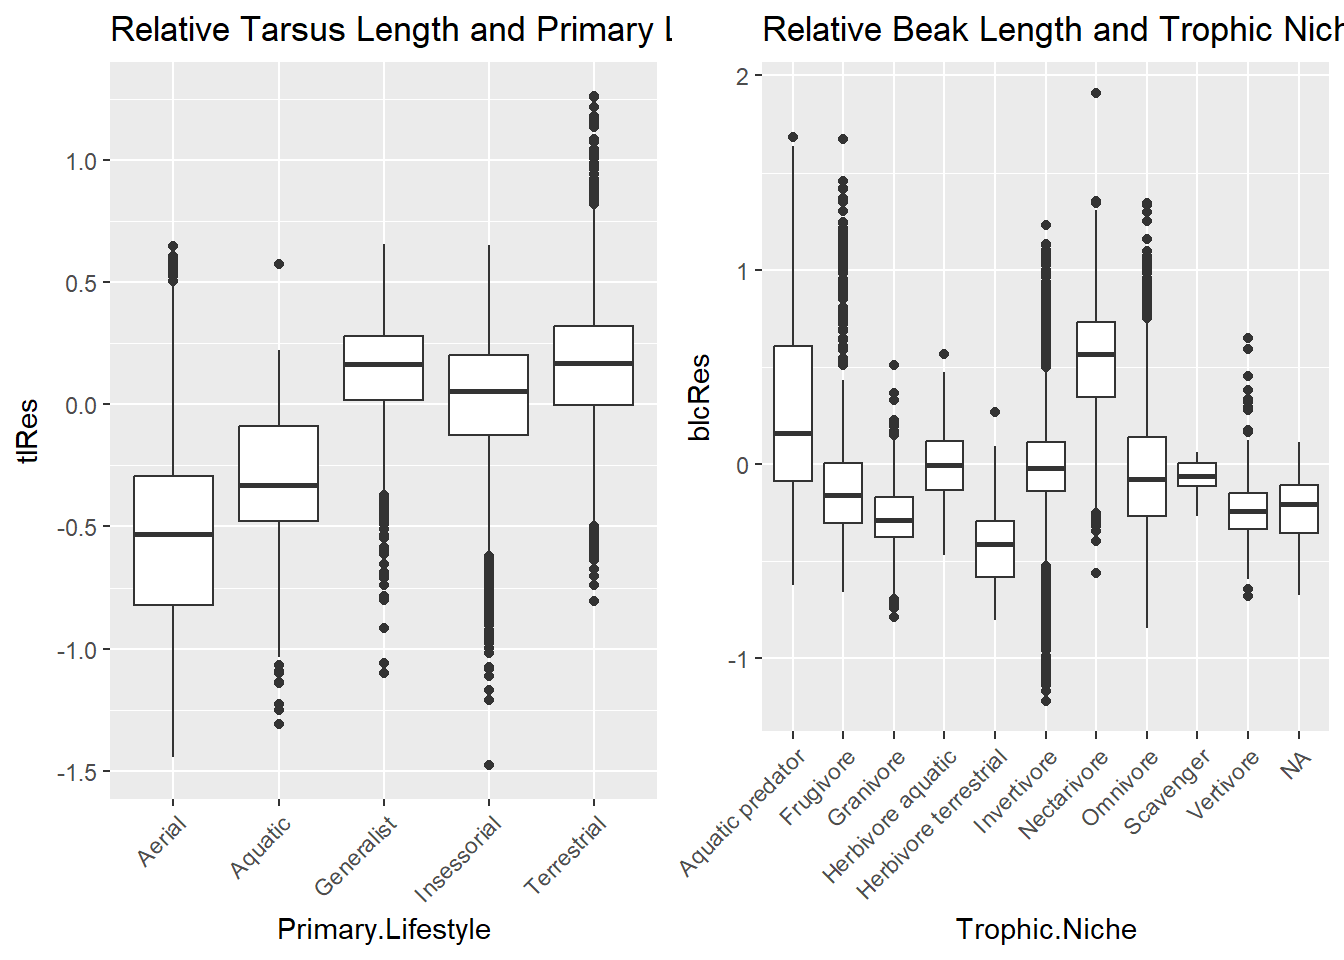 Relative Tarsus Length and Primary L
tlRes
1.0
0.5
0.0
-0.5
-1.0
-1.5
Aerial
Aquatic
Generalist
Insessorial
Terrestrial
Primary.Lifestyle
Relative Beak Length and Trophic Nich
blcRes
2
1
0
-1
Aquatic predator
Frugivore
Granivore
Herbivore aquatic
Herbivore terrestrial
Invertivore
Nectarivore
Omnivore
Scavenger
Vertivore
NA
Trophic.Niche